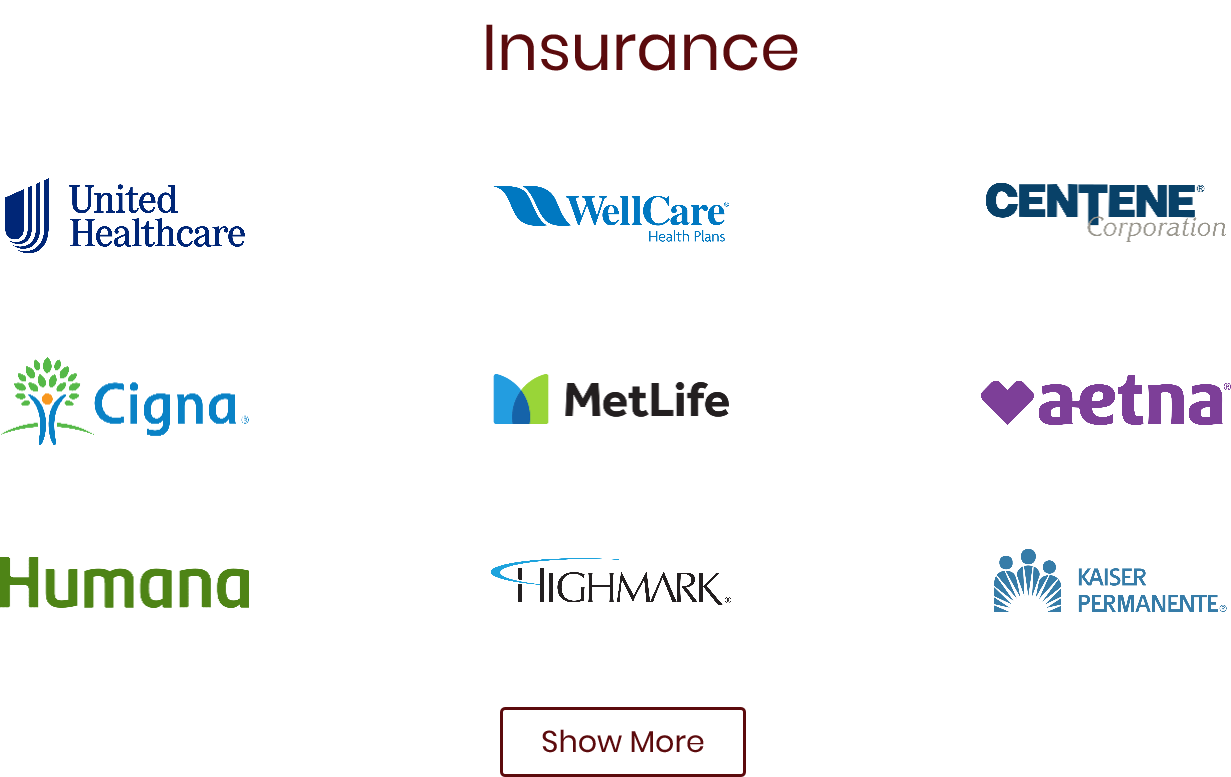 Insurance
United
Healthcare
WellCare®
Health Plans
CENTENE®
Corporation
Cigna®
MetLife
aetna®
Humana
HIGHMARK®
KAISER
PERMANENTE®
Show More